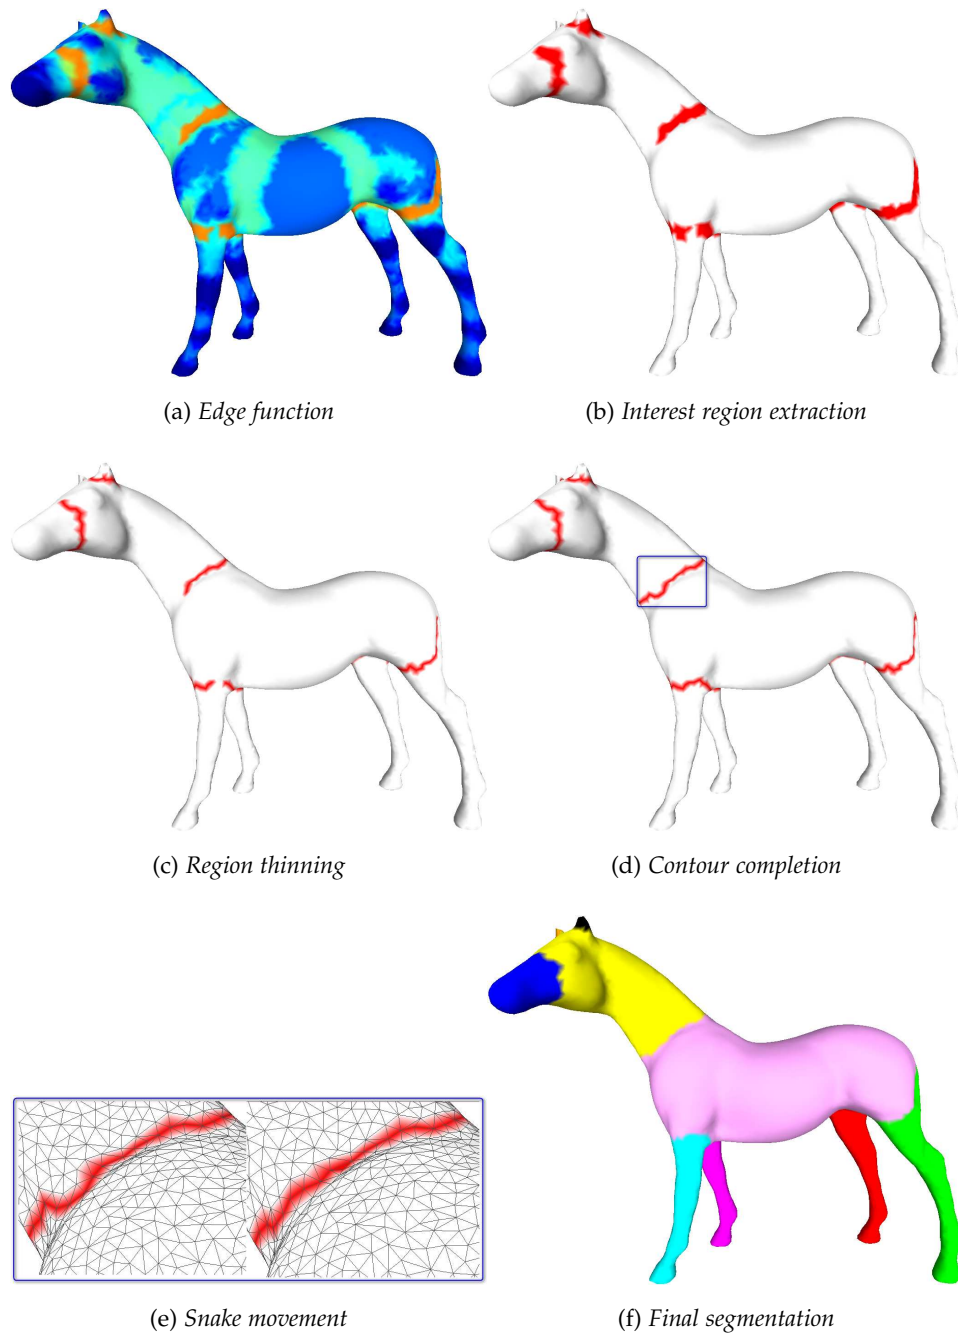 (a) Edge function
(b) Interest region extraction
(c) Region thinning
(d) Contour completion
(e) Snake movement
(f) Final segmentation